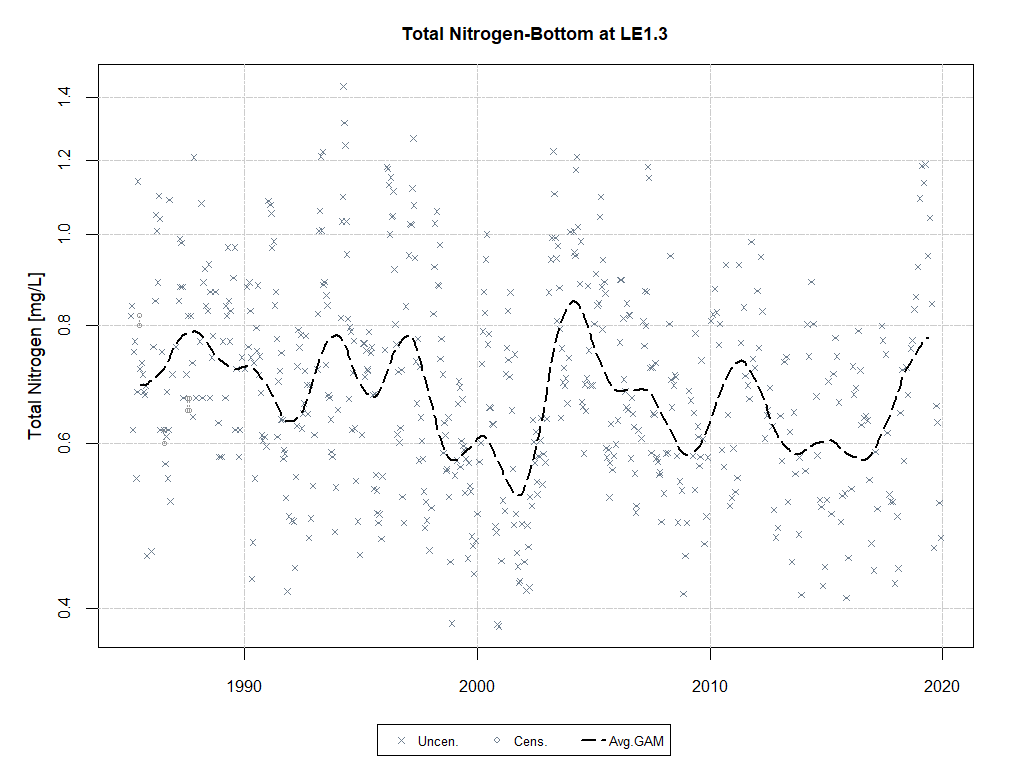 Total Nitrogen-Bottom at LE1.3
Total Nitrogen [mg/L]
1.4
1.2
1.0
0.8
0.6
0.4
1990
2000
2010
2020
Uncen.
Cens.
Avg.GAM